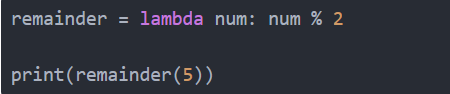 remainder = lambda num: num % 2
print(remainder(5))